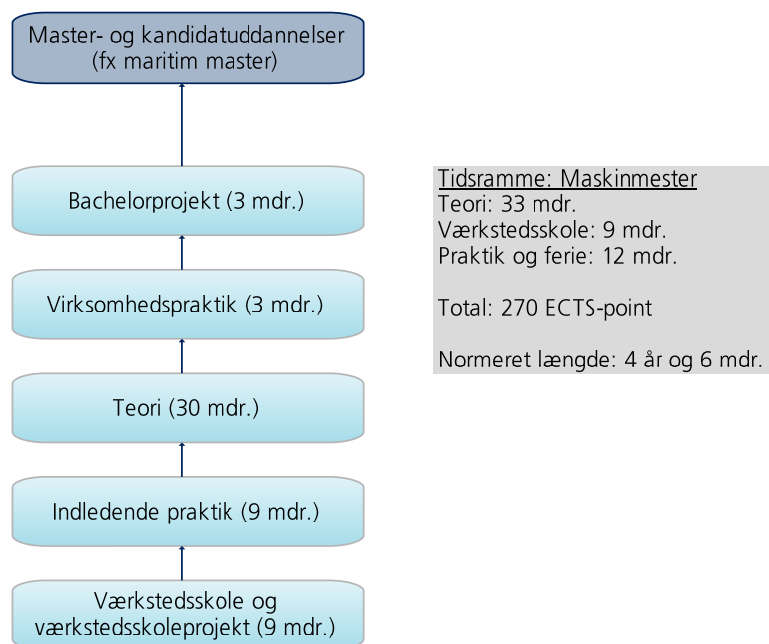 Master- og kandidatuddannelser
(fx maritim master)
Bachelorprojekt (3 mdr.)
Virksomhedspraktik (3 mdr.)
Teori (30 mdr.)
Indledende praktik (9 mdr.)
Værkstedsskole og
værkstedsskoleprojekt (9 mdr.)
Tidsramme: Maskinmester
Teori: 33 mdr.
Værkstedsskole: 9 mdr.
Praktik og ferie: 12 mdr.
Total: 270 ECTS-point
Normeret længde: 4 år og 6 mdr.